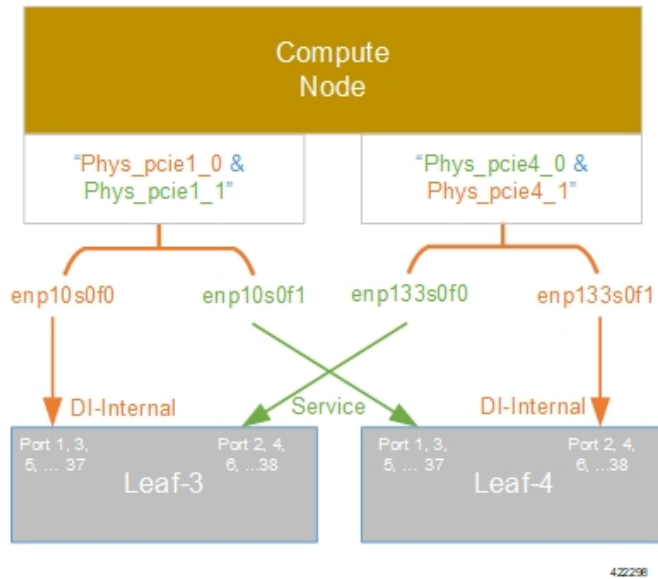 Compute
Node
"Phys_pcie1_0 &
Phys_pcie1_1"
"Phys_pcie4_0 &
Phys_pcie4_1"
enp10s0f0
enp10s0f1
enp133s0f0
enp133s0f1
DI-Internal
Service
DI-Internal
Port 1, 3,
5, ... 37
Port 2, 4,
6, ...38
Leaf-3
Port 1, 3,
5, ... 37
Port 2, 4,
6, ...38
Leaf-4
422298